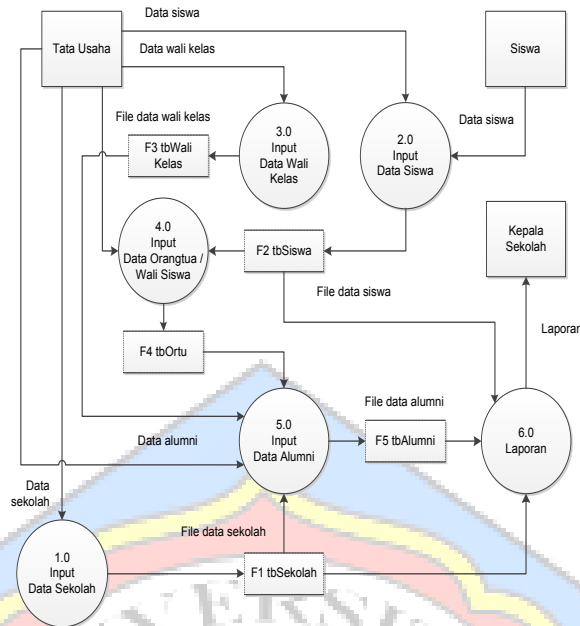 Data siswa
Tata Usaha
Data wali kelas
Siswa
File data wali kelas
Data siswa
F3 tbWali
Kelas
3.0
Input
Data Wali
Kelas
2.0
Input
Data Siswa
4.0
Input
Data Orangtua /
Wali Siswa
F2 tbSiswa
Kepala
Sekolah
File data siswa
Laporan
F4 tbOrtu
File data alumni
Data alumni
5.0
Input
Data Alumni
F5 tbAlumni
6.0
Laporan
Data
sekolah
File data sekolah
1.0
Input
Data Sekolah
F1 tbSekolah